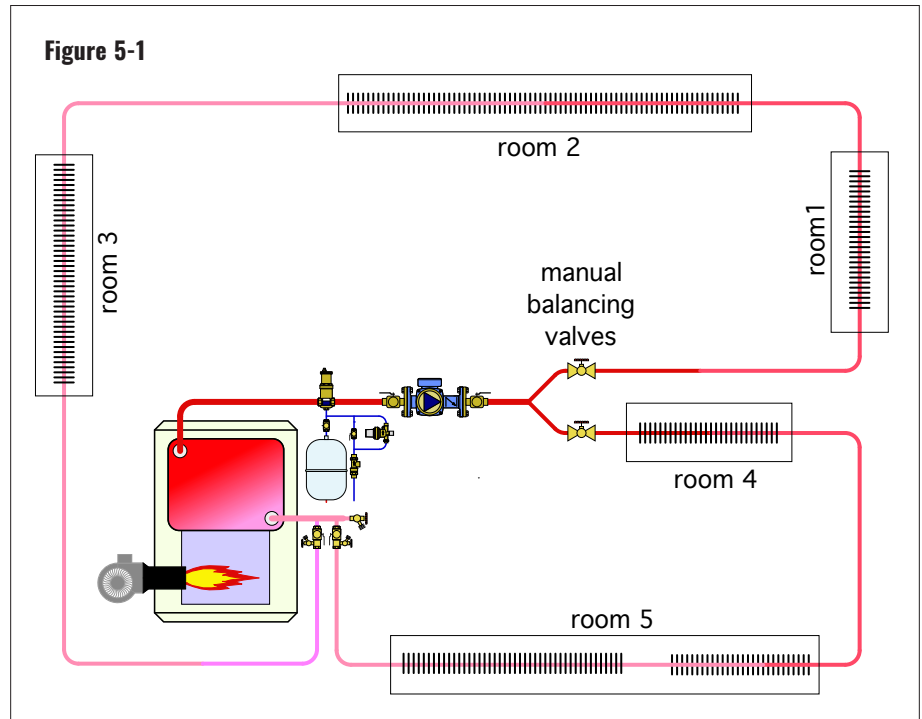 Figure 5-1
room 2
room1
room 3
manual
balancing
valves
room 4
room 5